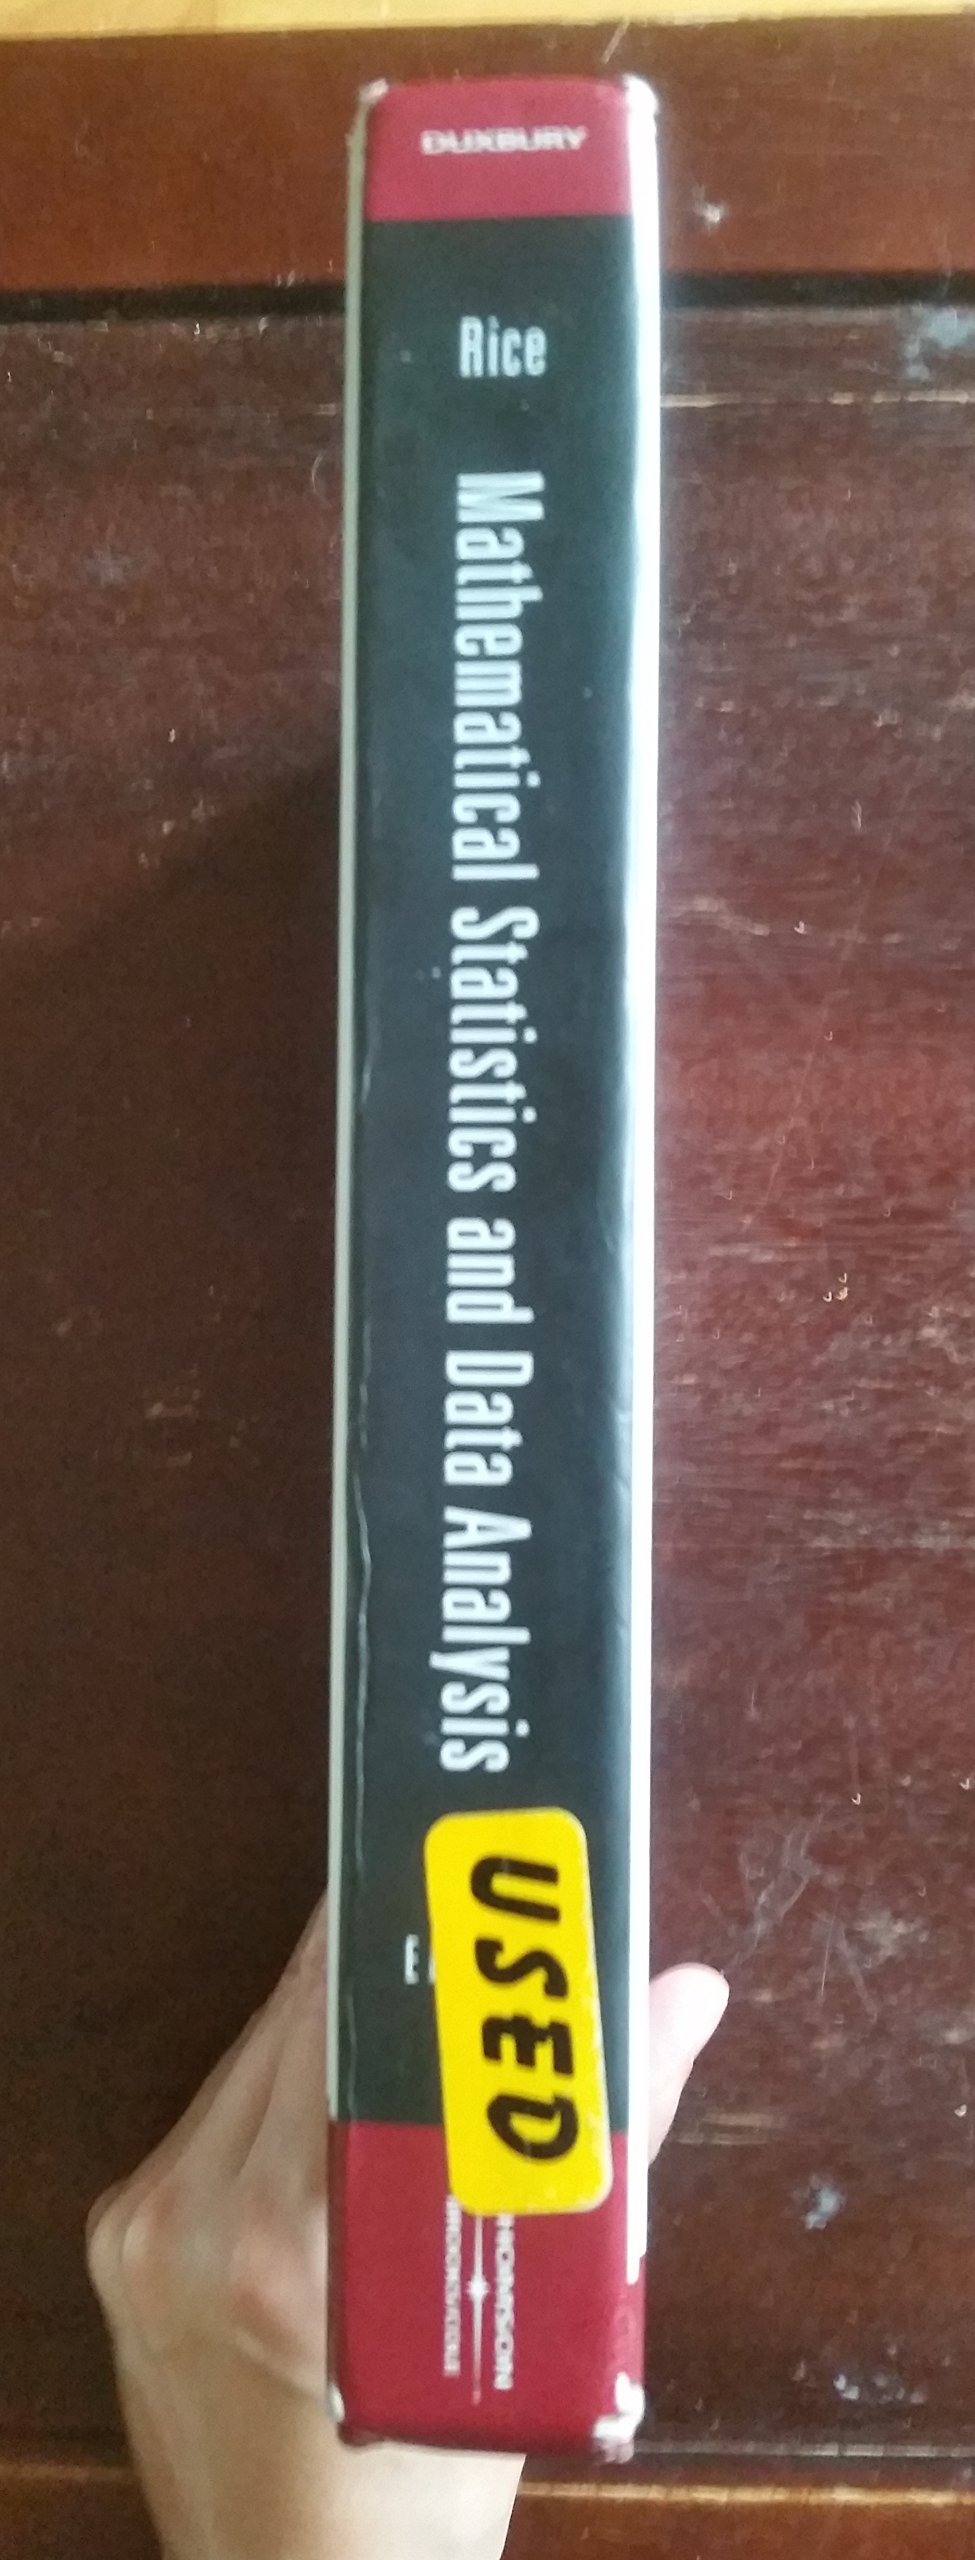 DUXBURY
Rice
Mathematical Statistics and Data Analysis
USED